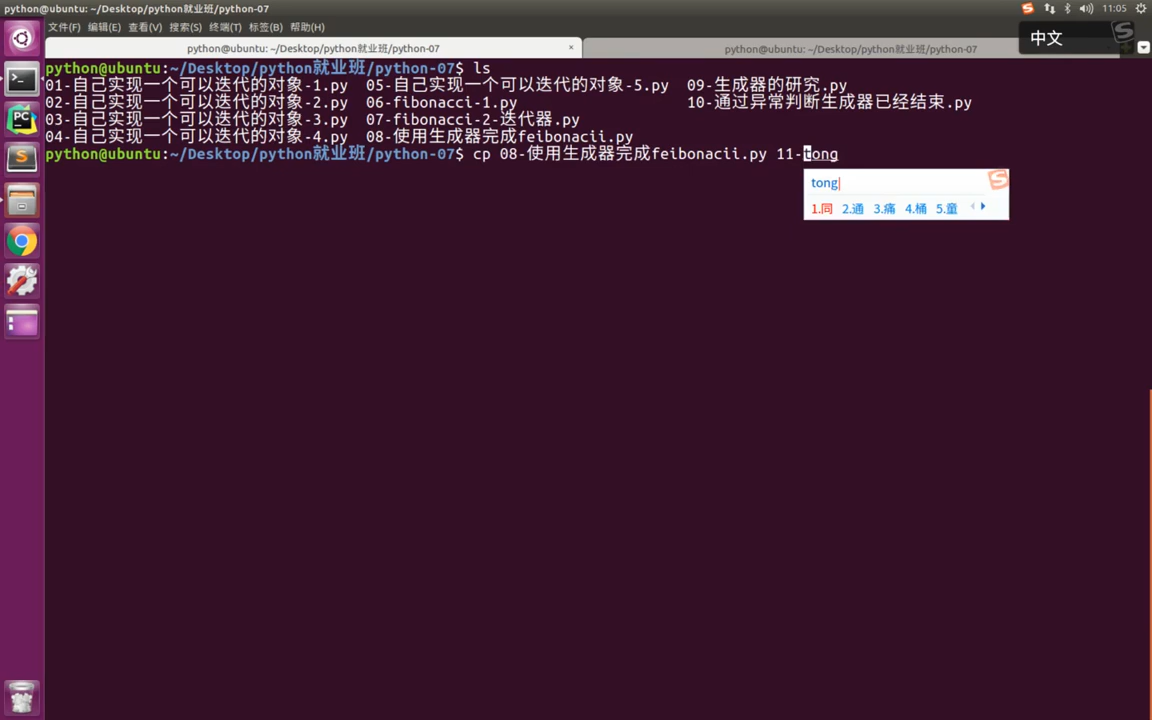 python@ubuntu: ~/Desktop/python就业班/python-07
11:05
文件(F) 编辑(E) 查看(V) 搜索(S) 终端(T) 标签(B) 帮助(H)
中文
python@ubuntu: ~/Desktop/python就业班/python-07 × python@ubuntu: ~/Desktop/python就业班/python-07
python@ubuntu:~/Desktop/python就业班/python-07$ ls
01-自己实现一个可以迭代的对象-1.py 05-自己实现一个可以迭代的对象-5.py 09-生成器的研究.py
02-自己实现一个可以迭代的对象-2.py 06-fibonacci-1.py 10-通过异常判断生成器已经结束.py
03-自己实现一个可以迭代的对象-3.py 07-fibonacci-2-迭代器.py
04-自己实现一个可以迭代的对象-4.py 08-使用生成器完成feibonacii.py
python@ubuntu:~/Desktop/python就业班/python-07$ cp 08-使用生成器完成feibonacii.py 11-tong
tong
1.同 2.通 3.痛 4.桶 5.童
PC